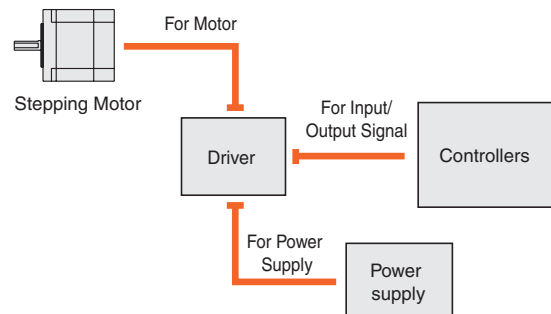 For Motor
Stepping Motor
For Input/
Output Signal
Driver
Controllers
For Power
Supply
Power
supply